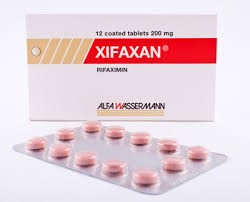 12 coated tablets 200 mg
XIFAXAN®
RIFAXIMIN
ALFA WASSERMANN